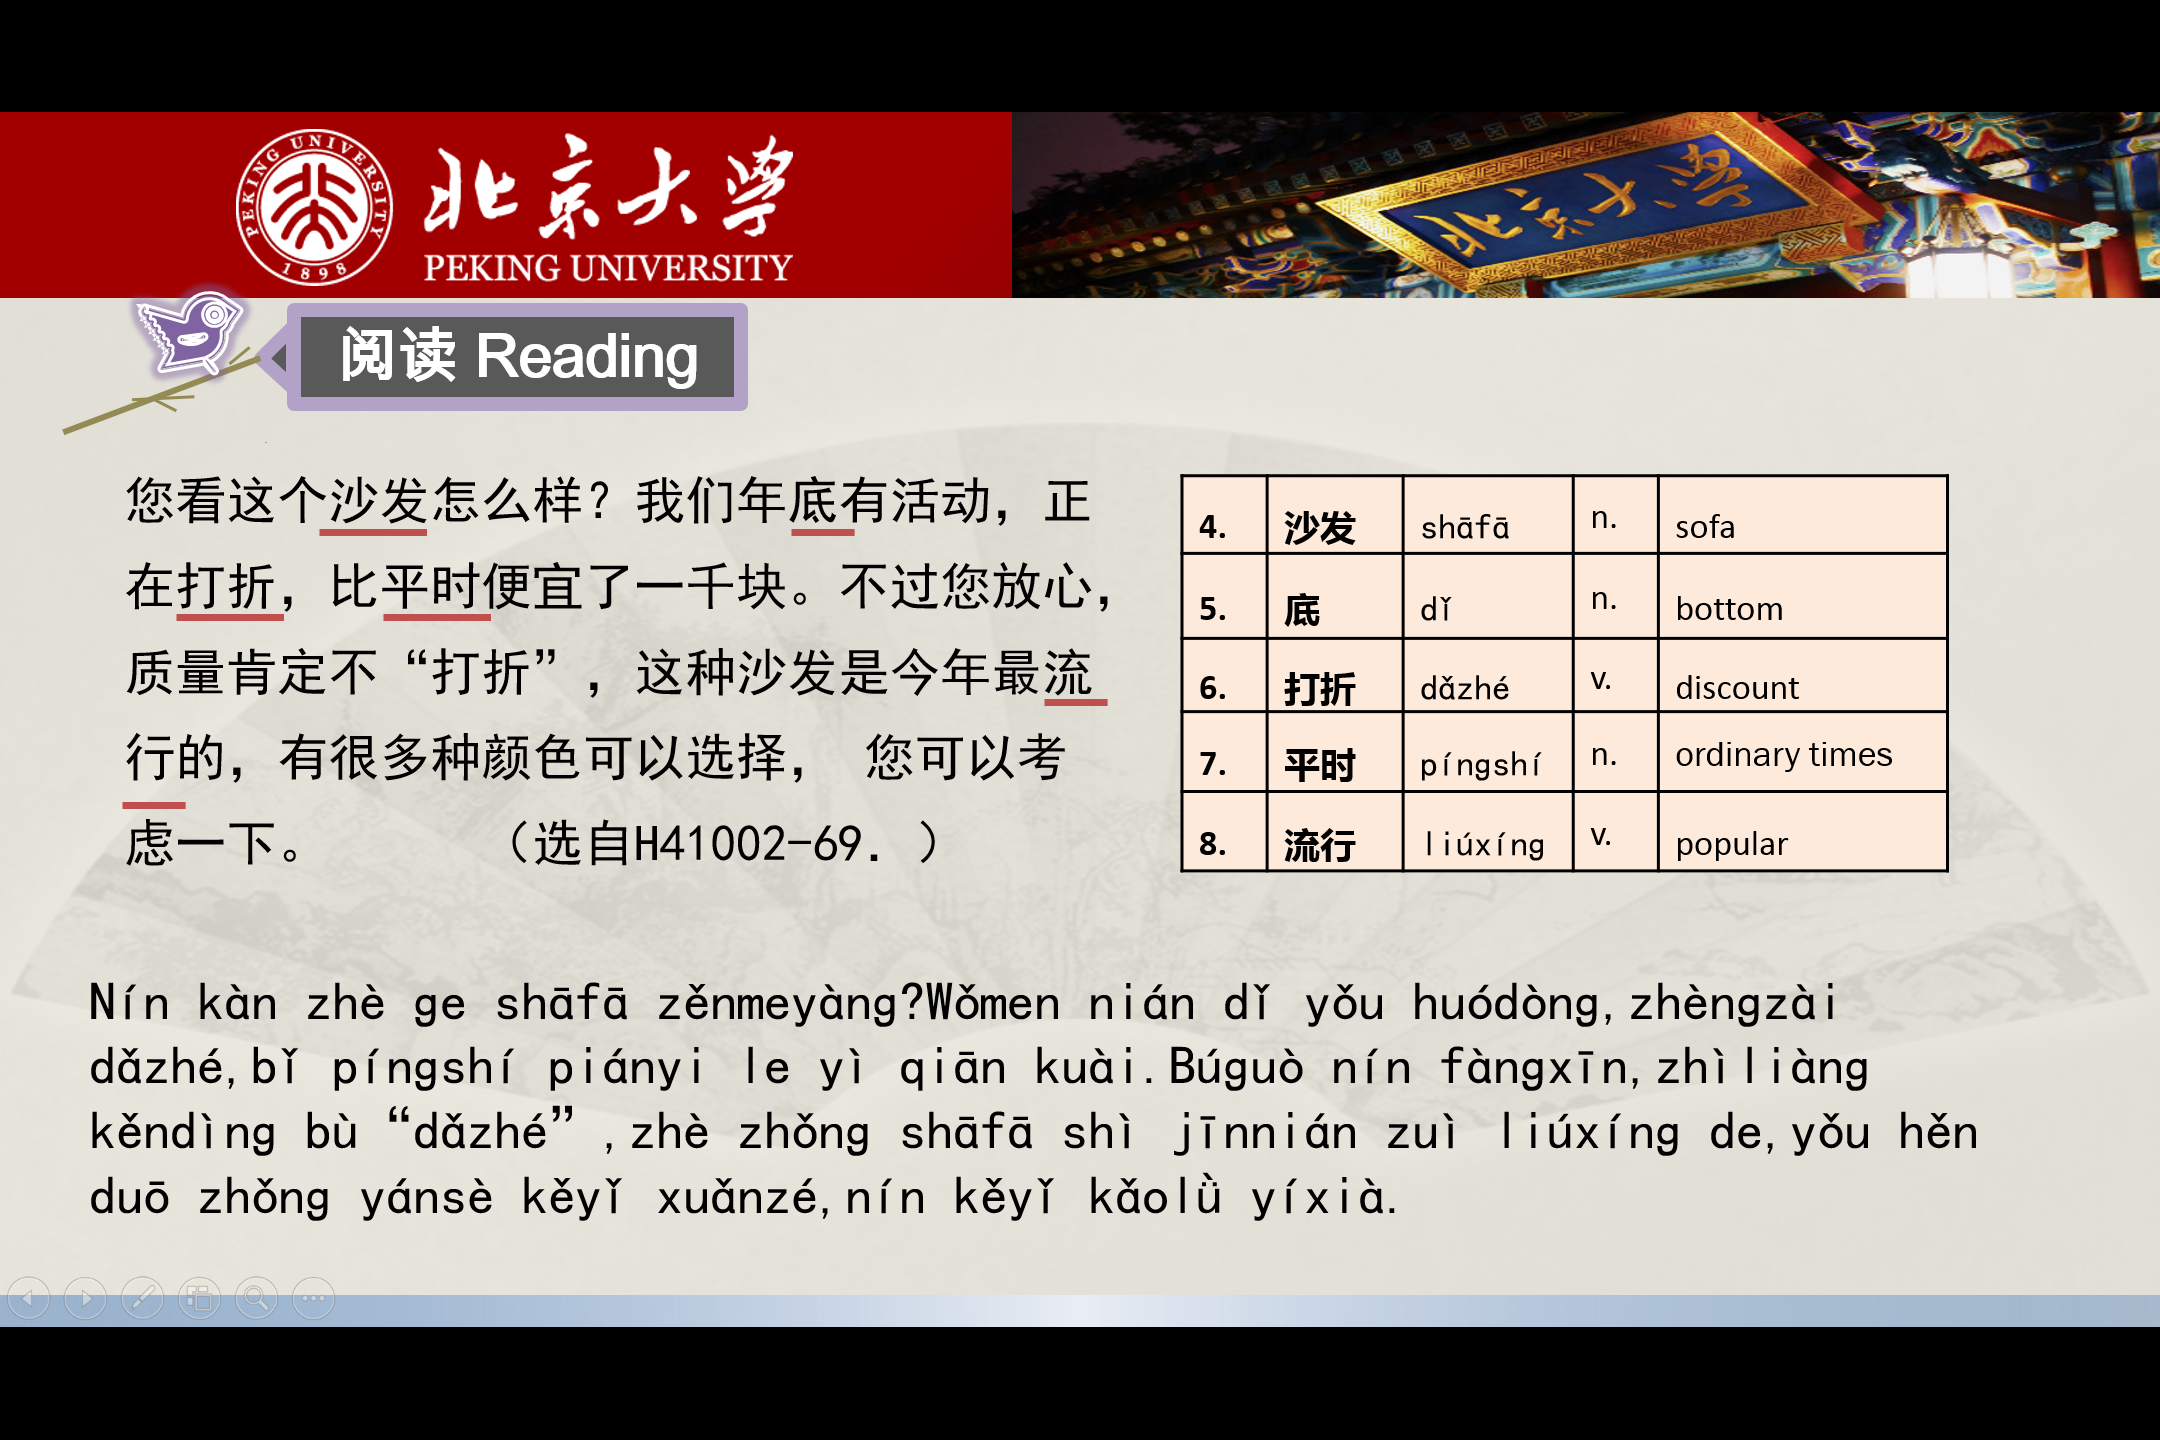 PEKING UNIVERSITY
1898
北京大学
PEKING UNIVERSITY
北京大学
阅读 Reading
您看这个沙发怎么样？我们年底有活动，正
在打折，比平时便宜了一千块。不过您放心，
质量肯定不“打折”，这种沙发是今年最流
行的，有很多种颜色可以选择， 您可以考
虑一下。 （选自H41002-69．）
4. 沙发 shāfā n. sofa
5. 底 dǐ n. bottom
6. 打折 dǎzhé v. discount
7. 平时 píngshí n. ordinary times
8. 流行 liúxíng v. popular
Nín kàn zhè ge shāfā zěnmeyàng?Wǒmen nián dǐ yǒu huódòng,zhèngzài
dǎzhé,bǐ píngshí piányi le yì qiān kuài.Búguò nín fàngxīn,zhìliàng
kěndìng bù “dǎzhé”,zhè zhǒng shāfā shì jīnnián zuì liúxíng de,yǒu hěn
duō zhǒng yánsè kěyǐ xuǎnzé,nín kěyǐ kǎolǜ yíxià.